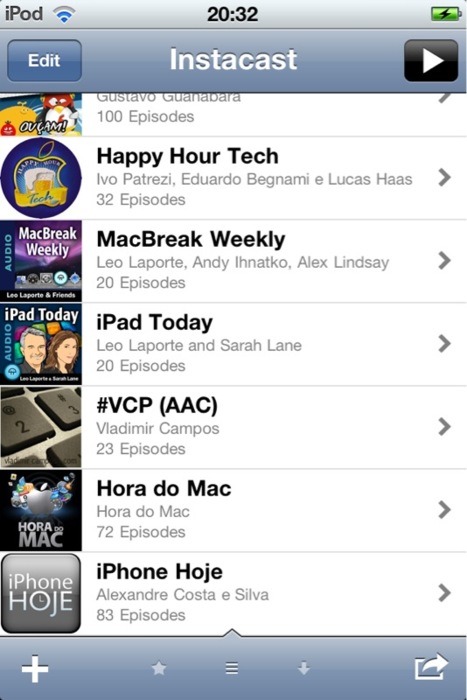 iPod 20:32
Edit Instacast
Gustavo Guanabara
100 Episodes
OUÇAM!
Happy Hour Tech
Ivo Patrezi, Eduardo Begnami e Lucas Haas
32 Episodes
HAPPY HOUR
Tech
MacBreak Weekly
Leo Laporte, Andy Ihnatko, Alex Lindsay
20 Episodes
AUDIO
MacBreak
Weekly
Leo Laporte & Friends
iPad Today
Leo Laporte and Sarah Lane
20 Episodes
iPad Today
AUDIO
Leo Laporte & Sarah Lane
#VCP (AAC)
Vladimir Campos
23 Episodes
2 3
vladimircampos.com
Hora do Mac
Hora do Mac
72 Episodes
HORA DO
MAC
iPhone Hoje
Alexandre Costa e Silva
83 Episodes
iPhone
HOJE